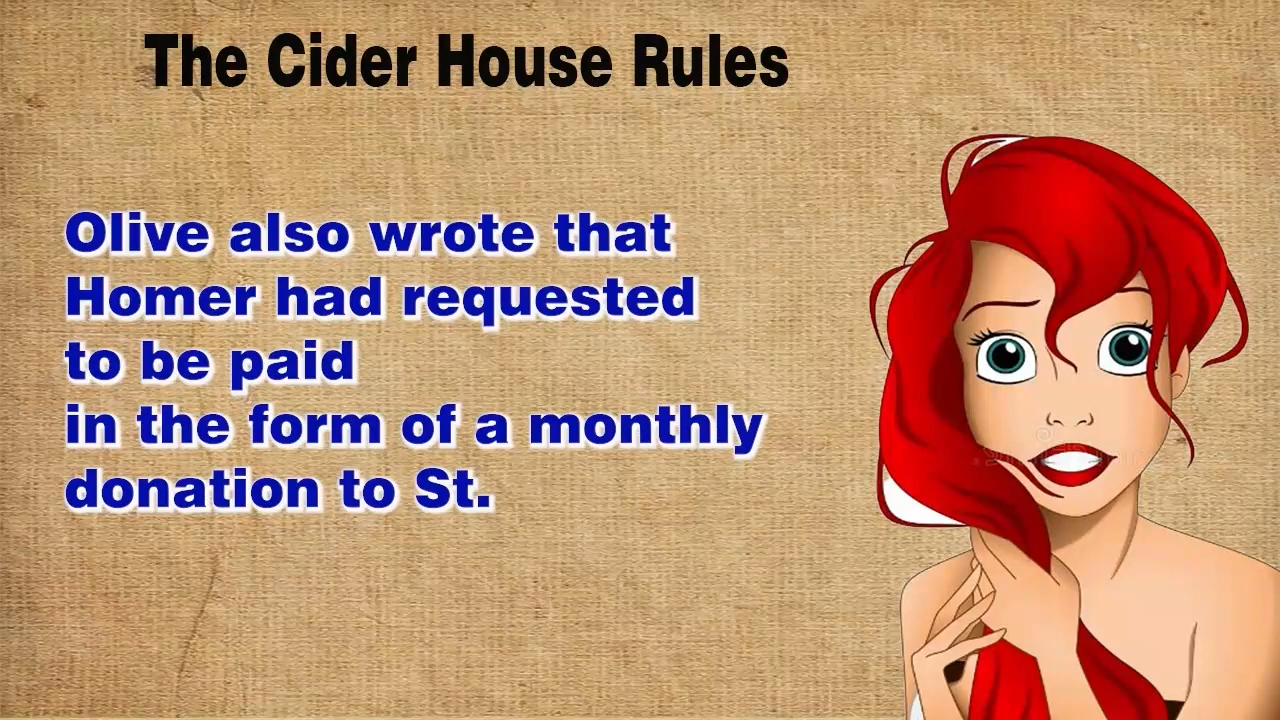 The Cider House Rules
Olive also wrote that
Homer had requested
to be paid
in the form of a monthly
donation to St.